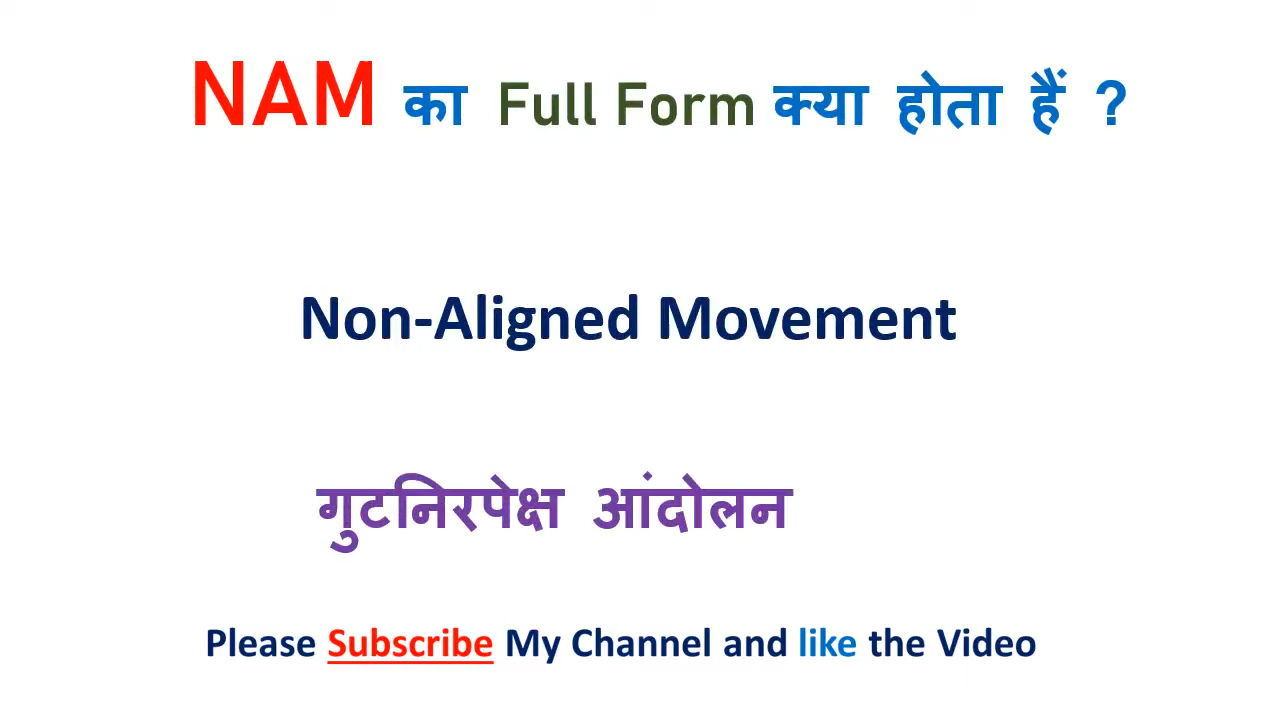 NAM का Full Form क्या होता हैं ?
Non-Aligned Movement
गुटनिरपेक्ष आंदोलन
Please Subscribe My Channel and like the Video